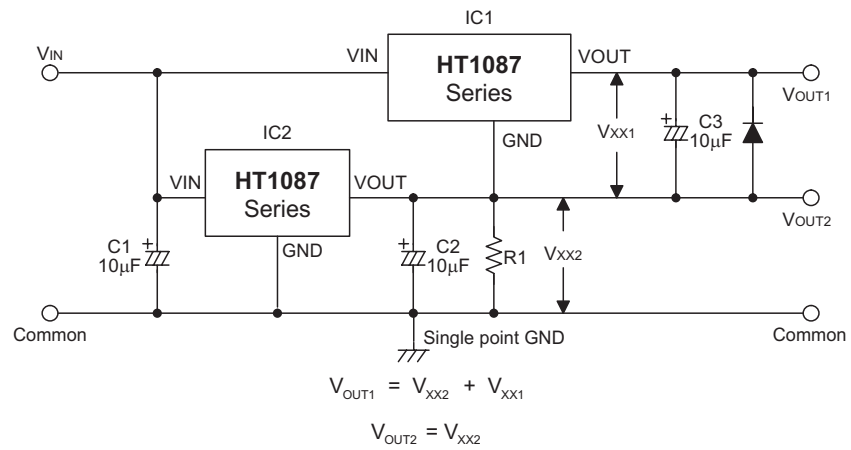 IC1
VIN
VIN
HT1087
Series
VOUT
VOUT1
GND
VXX1
+
C3
10μF
IC2
VIN
HT1087
Series
VOUT
GND
VOUT2
C1
+
10μF
+
C2
10μF
R1
VXX2
Common
Single point GND
Common
VOUT1 = VXX2 + VXX1
VOUT2 = VXX2